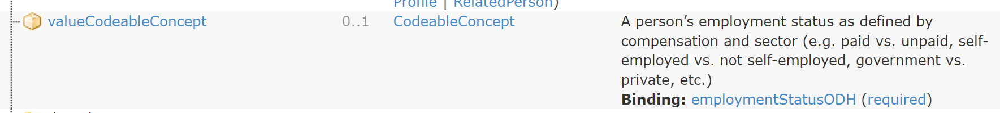 Profile | RelatedPerson)
valueCodeableConcept 0..1 CodeableConcept A person’s employment status as defined by
compensation and sector (e.g. paid vs. unpaid, self-
employed vs. not self-employed, government vs.
private, etc.)
Binding: employmentStatusODH (required)